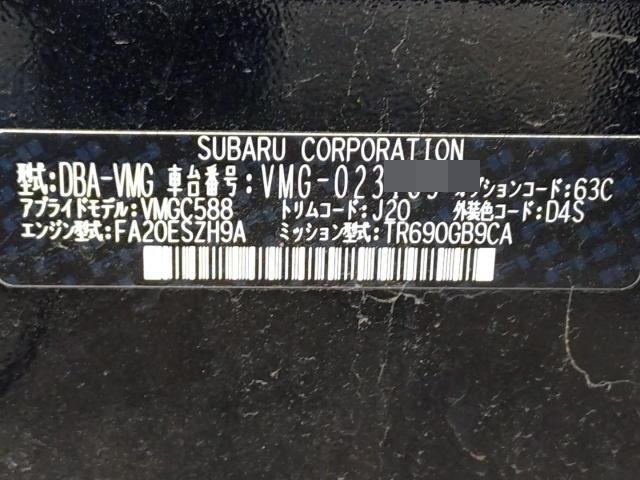 SUBARU CORPORATION
型式:DBA-VMG 車台番号:VMG-023 オプションコード:63C
アプライドモデル:VMGC588 トリムコード:J20 外装色コード:D4S
エンジン型式:FA20ESZH9A ミッション型式:TR690GB9CA